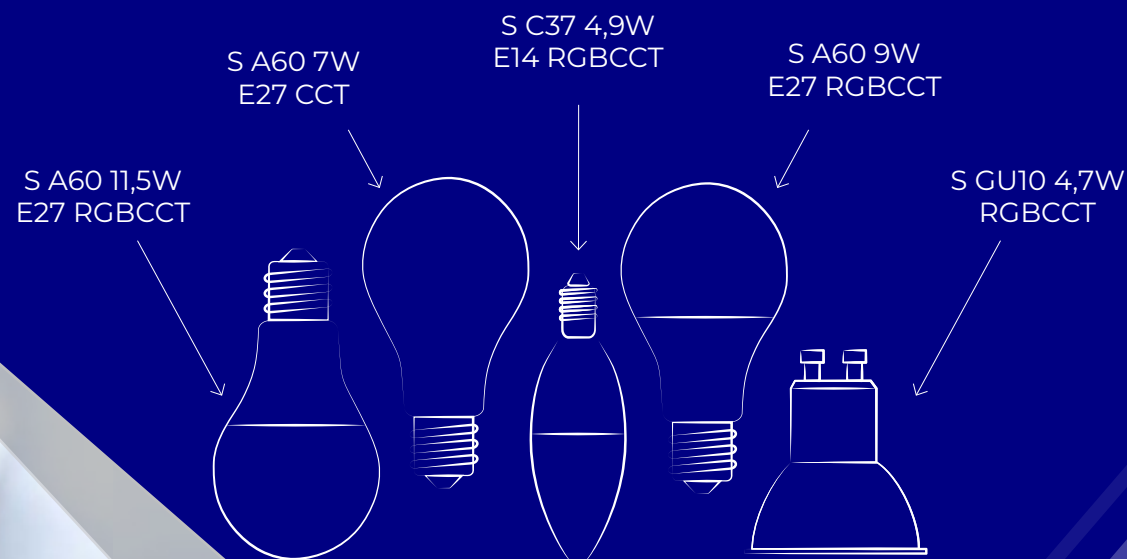 S A60 11,5W
E27 RGBCCT
S A60 7W
E27 CCT
S C37 4,9W
E14 RGBCCT
S A60 9W
E27 RGBCCT
S GU10 4,7W
RGBCCT